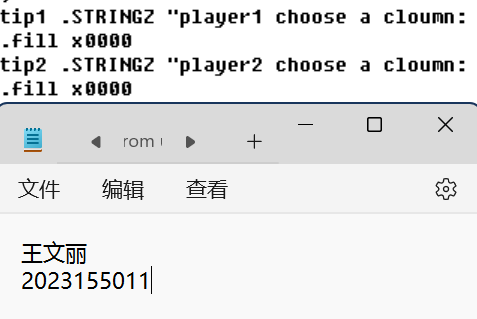 tip1 .STRINGZ "player1 choose a cloumn:
.fill x0000
tip2 .STRINGZ "player2 choose a cloumn:
.fill x0000
rom
文件 编辑 查看
王文丽
2023155011